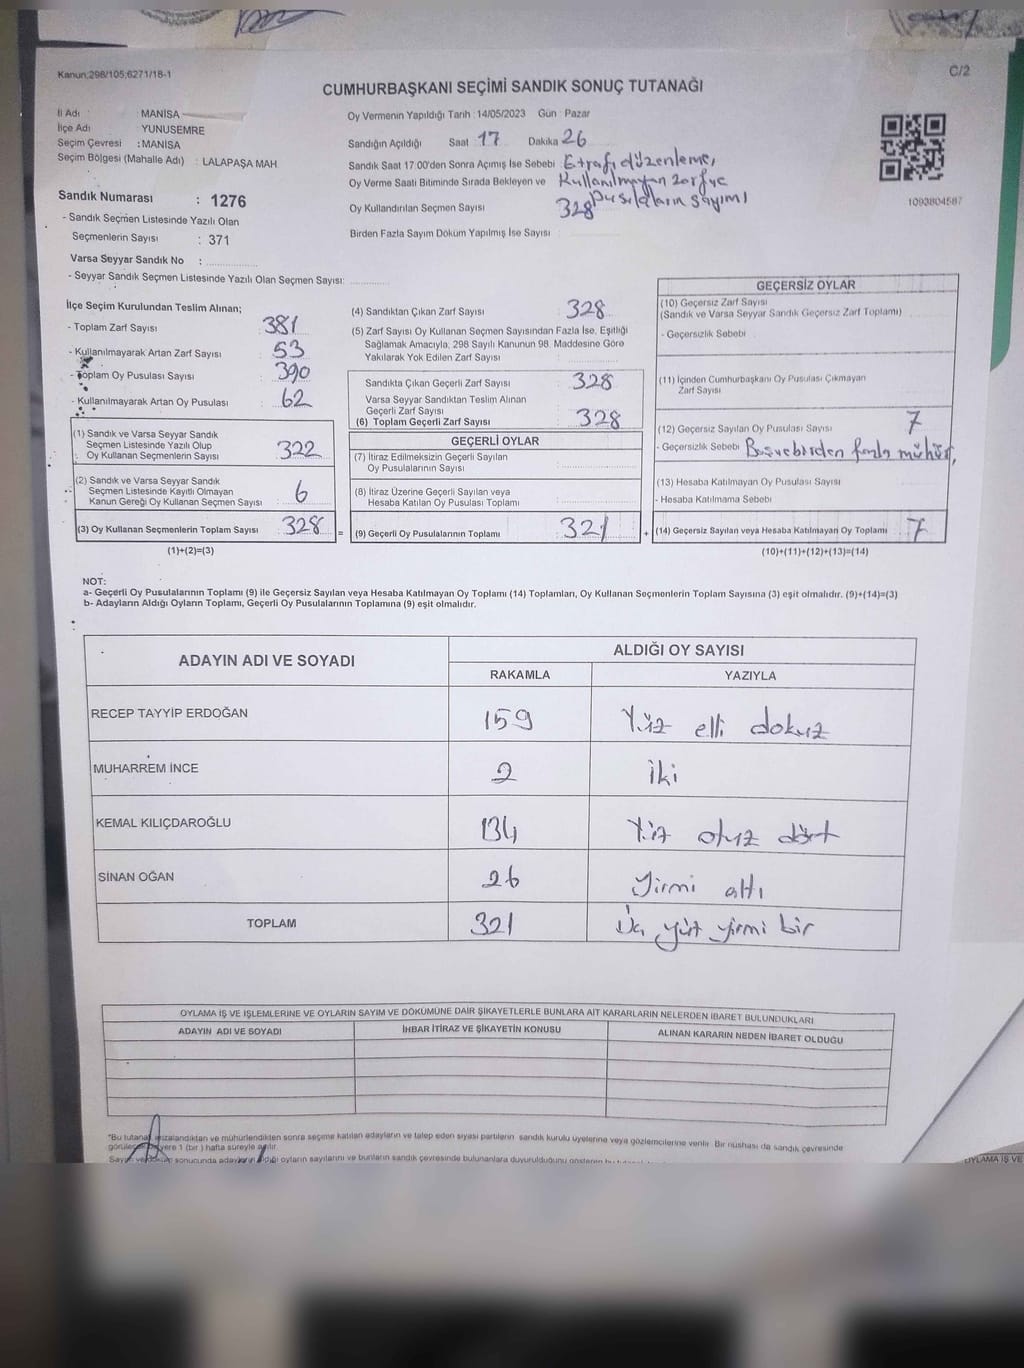 Kanun;298/105;6271/18-1
C/2
CUMHURBAŞKANI SEÇİMİ SANDIK SONUÇ TUTANAĞI
İl Adı : MANİSA
İlçe Adı YUNUSEMRE
Seçim Çevresi : MANİSA
Seçim Bölgesi (Mahalle Adı) : LALAPAŞA MAH
Sandık Numarası : 1276
- Sandık Seçmen Listesinde Yazılı Olan
Seçmenlerin Sayısı : 371
Varsa Seyyar Sandık No :
- Seyyar Sandık Seçmen Listesinde Yazılı Olan Seçmen Sayısı:
Oy Vermenin Yapıldığı Tarih :14/05/2023 Gün : Pazar
Sandığın Açıldığı Saat : 17 Dakika 26
Sandık Saat 17:00'den Sonra Açımış İse Sebebi Etrafı düzenleme,
Oy Verme Saati Bitiminde Sırada Bekleyen ve Kullanılmayan zarf ve
Oy Kullandırılan Seçmen Sayısı 328 pusulaların sayımı
Birden Fazla Sayım Döküm Yapılmış İse Sayısı
1093804587
İlçe Seçim Kurulundan Teslim Alınan;
- Toplam Zarf Sayısı : 381
- Kullanılmayarak Artan Zarf Sayısı : 53
- Toplam Oy Pusulası Sayısı : 390
- Kullanılmayarak Artan Oy Pusulası : 62
(1) Sandık ve Varsa Seyyar Sandık
Seçmen Listesinde Yazılı Olup
Oy Kullanan Seçmenlerin Sayısı 322
(2) Sandık ve Varsa Seyyar Sandık
Seçmen Listesinde Kayıtlı Olmayan
Kanun Gereği Oy Kullanan Seçmen Sayısı 6
(3) Oy Kullanan Seçmenlerin Toplam Sayısı 328 =
(1)+(2)=(3)
(4) Sandıktan Çıkan Zarf Sayısı 328
(5) Zarf Sayısı Oy Kullanan Seçmen Sayısından Fazla İse, Eşitliği
Sağlamak Amacıyla, 298 Sayılı Kanunun 98. Maddesine Göre
Yakılarak Yok Edilen Zarf Sayısı
Sandıkta Çıkan Geçerli Zarf Sayısı : 328
Varsa Seyyar Sandıktan Teslim Alınan
Geçerli Zarf Sayısı
(6) Toplam Geçerli Zarf Sayısı : 328
GEÇERLİ OYLAR
(7) İtiraz Edilmeksizin Geçerli Sayılan
Oy Pusulalarının Sayısı
(8) İtiraz Üzerine Geçerli Sayılan veya
Hesaba Katılan Oy Pusulası Toplamı
(9) Geçerli Oy Pusulalarının Toplamı 321 +
GEÇERSİZ OYLAR
(10) Geçersiz Zarf Sayısı
(Sandık ve Varsa Seyyar Sandık Geçersiz Zarf Toplamı)
- Geçersizlik Sebebi
(11) İçinden Cumhurbaşkanı Oy Pusulası Çıkmayan
Zarf Sayısı
(12) Geçersiz Sayılan Oy Pusulası Sayısı 7
- Geçersizlik Sebebi Boş ve birden fazla mühür,
(13) Hesaba Katılmayan Oy Pusulası Sayısı
- Hesaba Katılmama Sebebi
(14) Geçersiz Sayılan veya Hesaba Katılmayan Oy Toplamı 7
(10)+(11)+(12)+(13)=(14)
NOT:
a- Geçerli Oy Pusulalarının Toplamı (9) ile Geçersiz Sayılan veya Hesaba Katılmayan Oy Toplamı (14) Toplamları, Oy Kullanan Seçmenlerin Toplam Sayısına (3) eşit olmalıdır. (9)+(14)=(3)
b- Adayların Aldığı Oyların Toplamı, Geçerli Oy Pusulalarının Toplamına (9) eşit olmalıdır.
ADAYIN ADI VE SOYADI ALDIĞI OY SAYISI
RAKAMLA YAZIYLA
RECEP TAYYİP ERDOĞAN 159 Yüz elli dokuz
MUHARREM İNCE 2 İki
KEMAL KILIÇDAROĞLU 134 Yüz otuz dört
SİNAN OĞAN 26 Yirmi altı
TOPLAM 321 Üç yüz yirmi bir
OYLAMA İŞ VE İŞLEMLERİNE VE OYLARIN SAYIM VE DÖKÜMÜNE DAİR ŞİKAYETLERLE BUNLARA AİT KARARLARIN NELERDEN İBARET BULUNDUKLARI
ADAYIN ADI VE SOYADI İHBAR İTİRAZ VE ŞİKAYETİN KONUSU ALINAN KARARIN NEDEN İBARET OLDUĞU
*Bu tutanak imzalandıktan ve mühürlendikten sonra seçime katılan adayların ve talep eden siyasi partilerin sandık kurulu üyelerine veya gözlemcilerine verilir. Bir nüshası da sandık çevresinde
görülecek yere 1 (bir ) hafta süreyle asılır.
sonucunda adayların aldığı oyların sayılarını ve bunların sandık çevresinde bulunanlara duyurulduğunu gösteren
OYLAMA İŞ VE